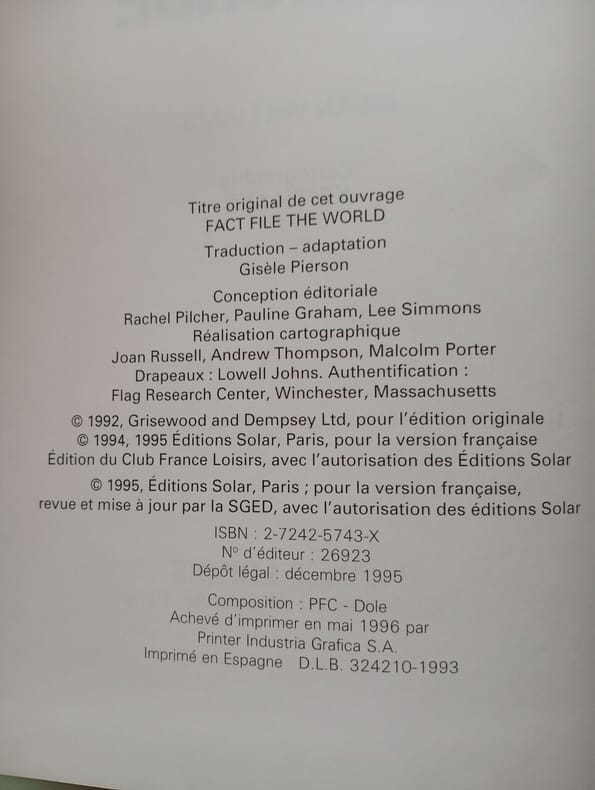 Titre original de cet ouvrage
FACT FILE THE WORLD
Traduction – adaptation
Gisèle Pierson
Conception éditoriale
Rachel Pilcher, Pauline Graham, Lee Simmons
Réalisation cartographique
Joan Russell, Andrew Thompson, Malcolm Porter
Drapeaux : Lowell Johns. Authentification :
Flag Research Center, Winchester, Massachusetts
© 1992, Grisewood and Dempsey Ltd, pour l'édition originale
© 1994, 1995 Éditions Solar, Paris, pour la version française
Édition du Club France Loisirs, avec l'autorisation des Éditions Solar
© 1995, Éditions Solar, Paris ; pour la version française,
revue et mise à jour par la SGED, avec l'autorisation des éditions Solar
ISBN : 2-7242-5743-X
N° d'éditeur : 26923
Dépôt légal : décembre 1995
Composition : PFC - Dole
Achevé d'imprimer en mai 1996 par
Printer Industria Grafica S.A.
Imprimé en Espagne D.L.B. 324210-1993